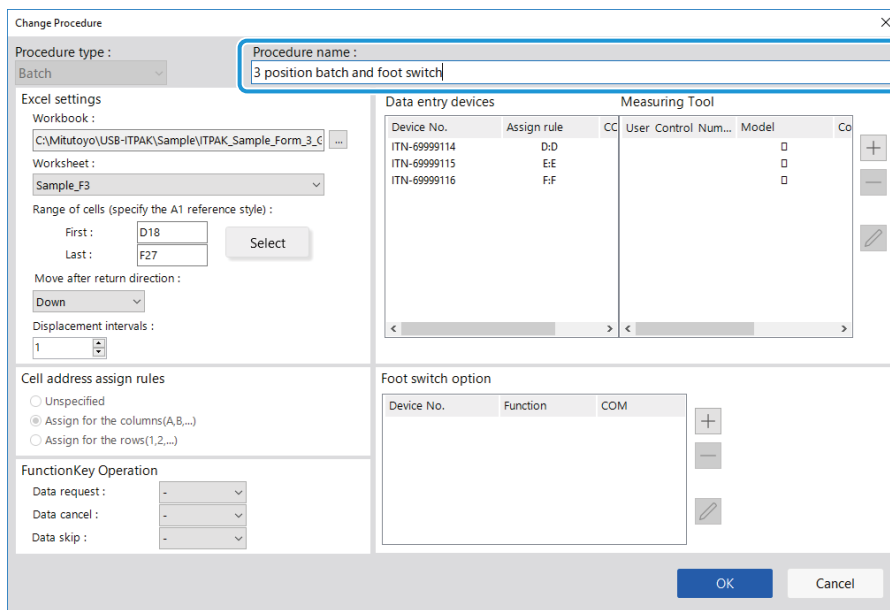 Change Procedure
Procedure type :
Batch
Procedure name :
3 position batch and foot switch
Excel settings
Workbook :
C:\Mitutoyo\USB-ITPAK\Sample\ITPAK_Sample_Form_3_G
...
Worksheet :
Sample_F3
Range of cells (specify the A1 reference style) :
First : D18
Last : F27
Select
Move after return direction :
Down
Displacement intervals :
1
Data entry devices
Device No. Assign rule CC
ITN-69999114 D:D
ITN-69999115 E:E
ITN-69999116 F:F
Measuring Tool
User Control Num... Model Co
Cell address assign rules
Unspecified
Assign for the columns(A,B,...)
Assign for the rows(1,2,...)
FunctionKey Operation
Data request : -
Data cancel : -
Data skip : -
Foot switch option
Device No. Function COM
OK Cancel